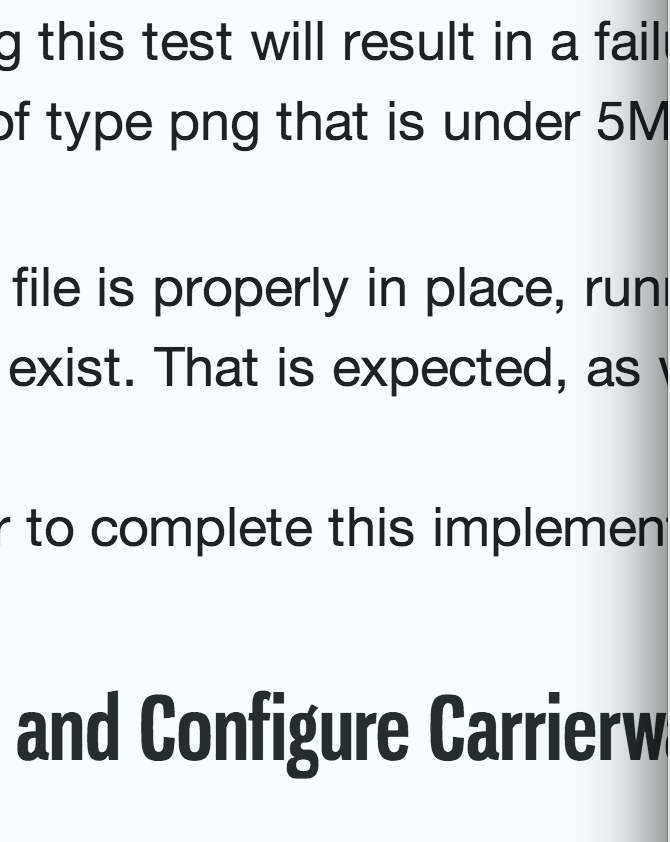 g this test will result in a fail
of type png that is under 5M
file is properly in place, run
exist. That is expected, as
r to complete this implemen
and Configure Carrierw